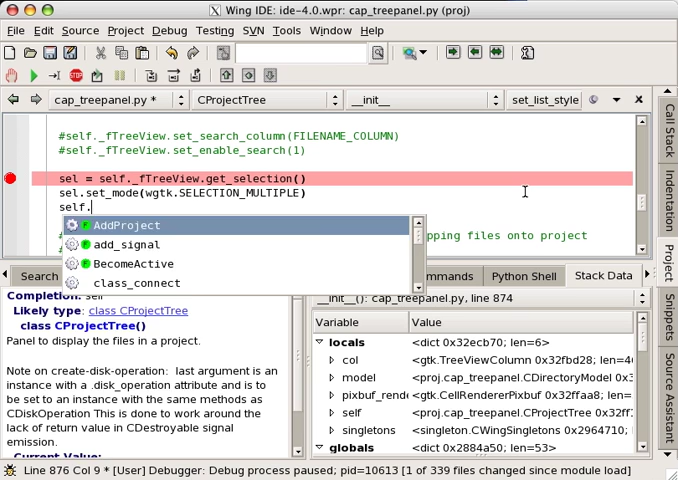 Wing IDE: ide-4.0.wpr: cap_treepanel.py (proj)
File Edit Source Project Debug Testing SVN Tools Window Help
cap_treepanel.py * CProjectTree __init__ set_list_style
#self._fTreeView.set_search_column(FILENAME_COLUMN)
#self._fTreeView.set_enable_search(1)
sel = self._fTreeView.get_selection()
sel.set_mode(wgtk.SELECTION_MULTIPLE)
self.
AddProject
# pping files onto project
add_signal
BecomeActive
class_connect
Call Stack
Indentation
Project
Snippets
Source Assistant
Search mmands Python Shell Stack Data
Completion: self
Likely type: class CProjectTree
class CProjectTree()
Panel to display the files in a project.
Note on create-disk-operation: last argument is an
instance with a .disk_operation attribute and is to
be set to an instance with the same methods as
CDiskOperation This is done to work around the
lack of return value in CDestroyable signal
emission.
Current Value:
__init__(): cap_treepanel.py, line 874
Variable Value
locals <dict 0x32ecb70; len=6>
col <gtk.TreeViewColumn 0x32fbd28; len=4
model <proj.cap_treepanel.CDirectoryModel 0x3
pixbuf_rende <gtk.CellRendererPixbuf 0x32ffaa8; len=
self <proj.cap_treepanel.CProjectTree 0x32ff
singletons <singleton.CWingSingletons 0x2964710;
globals <dict 0x2884a50; len=53>
Line 876 Col 9 * [User] Debugger: Debug process paused; pid=10613 [1 of 339 files changed since module load]